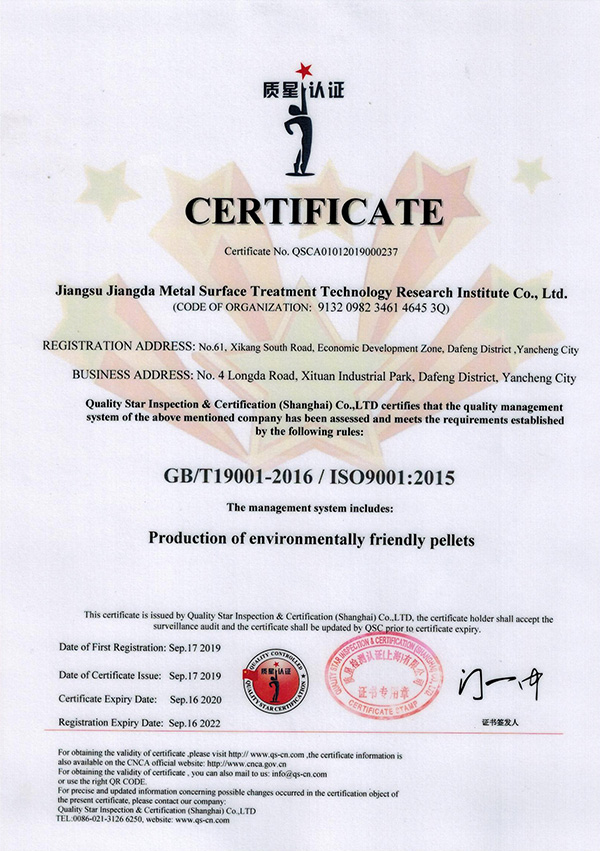 质星认证
CERTIFICATE
Certificate No. QSCA01012019000237
Jiangsu Jiangda Metal Surface Treatment Technology Research Institute Co., Ltd.
(CODE OF ORGANIZATION: 9132 0982 3461 4645 3Q)
REGISTRATION ADDRESS: No.61, Xikang South Road, Economic Development Zone, Dafeng District ,Yancheng City
BUSINESS ADDRESS: No. 4 Longda Road, Xituan Industrial Park, Dafeng District, Yancheng City
Quality Star Inspection & Certification (Shanghai) Co.,LTD certifies that the quality management
system of the above mentioned company has been assessed and meets the requirements established
by the following rules:
GB/T19001-2016 / ISO9001:2015
The management system includes:
Production of environmentally friendly pellets
This certificate is issued by Quality Star Inspection & Certification (Shanghai) Co.,LTD, the certificate holder shall accept the
surveillance audit and the certificate shall be updated by QSC prior to certificate expiry.
Date of First Registration: Sep.17 2019
Date of Certificate Issue: Sep.17 2019
Certificate Expiry Date: Sep.16 2020
Registration Expiry Date: Sep.16 2022
QUALITY CONTROLLED
质星认证
QUALITY STAR CERTIFICATION
QUALITY STAR INSPECTION & CERTIFICATION (SHANGHAI) CO.,LTD
证书专用章
CERTIFICATE STAMP
证书签发人
For obtaining the validity of certificate ,please visit http:// www.qs-cn.com ,the certificate information is
also available on the CNCA official website: http://www.cnca.gov.cn
For obtaining the validity of certificate , you can also mail to us: info@qs-cn.com
or use the right QR CODE.
For precise and updated information concerning possible changes occurred in the certification object of
the present certificate, please contact our company:
Quality Star Inspection & Certification (Shanghai) Co.,LTD
TEL:0086-021-3126 6250, website: www.qs-cn.com